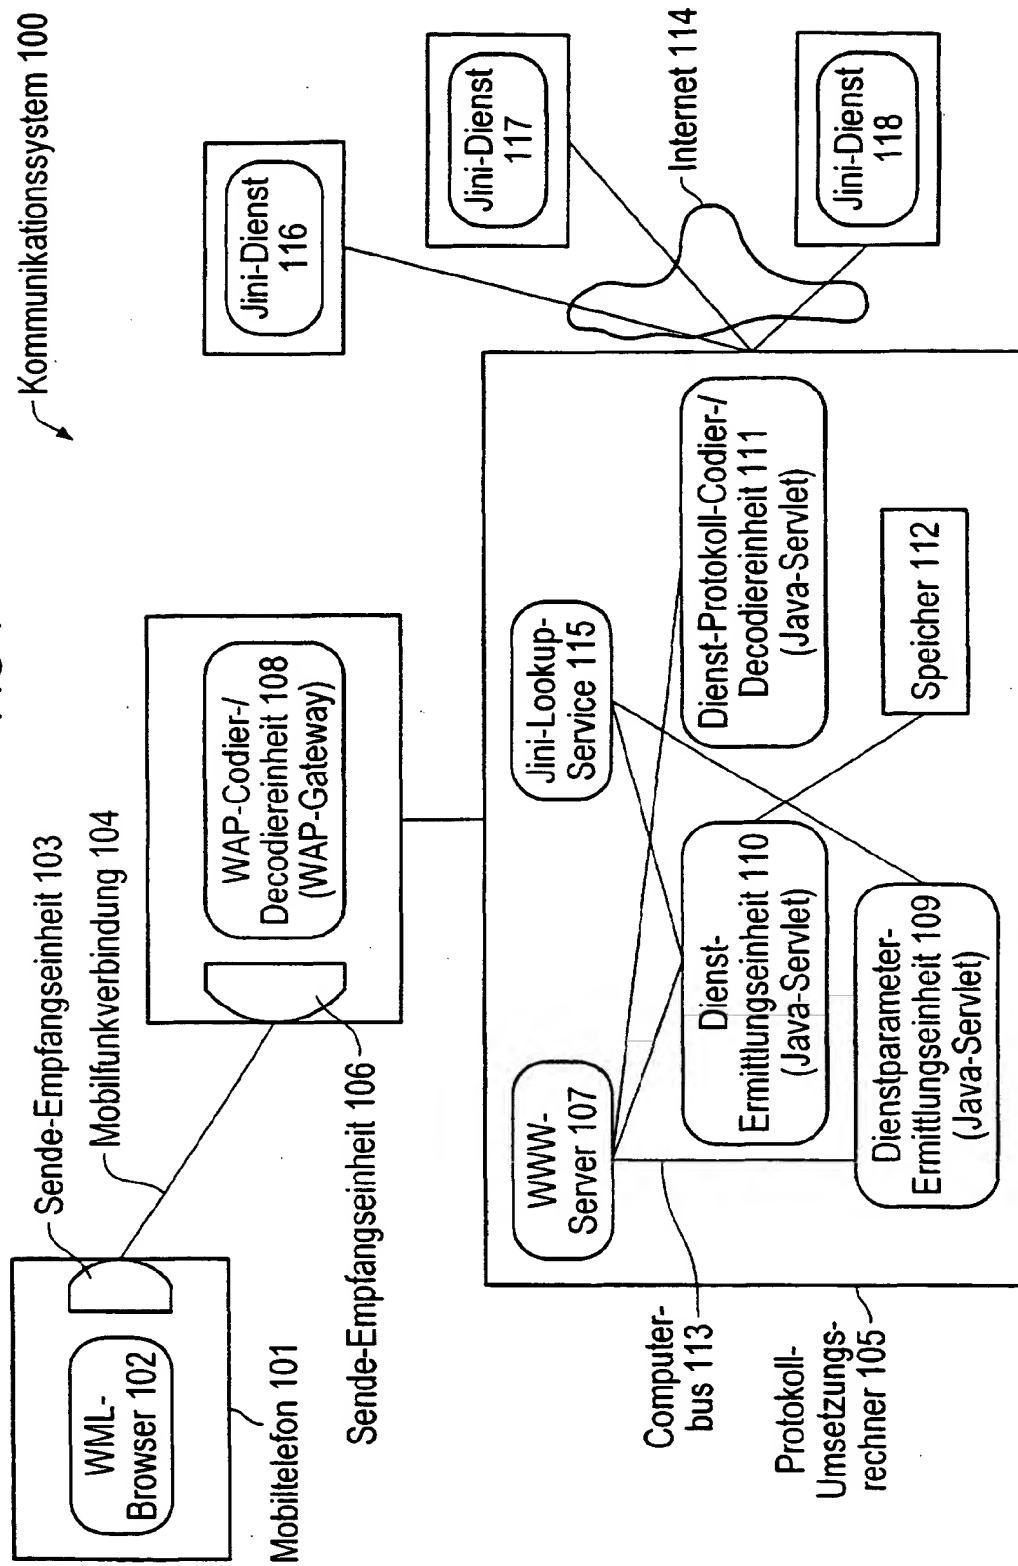 Kommunikationssystem 100
WML-
Browser 102
Sende-Empfangseinheit 103
Mobilfunkverbindung 104
Mobiltelefon 101
WAP-Codier-/
Decodiereinheit 108
(WAP-Gateway)
Sende-Empfangseinheit 106
Jini-Dienst
116
Jini-Dienst
117
Jini-Dienst
118
Internet 114
WWW-
Server 107
Jini-Lookup-
Service 115
Dienst-
Ermittlungseinheit 110
(Java-Servlet)
Dienst-Protokoll-Codier-/
Decodiereinheit 111
(Java-Servlet)
Dienstparameter-
Ermittlungseinheit 109
(Java-Servlet)
Speicher 112
Computer-
bus 113
Protokoll-
Umsetzungs-
rechner 105